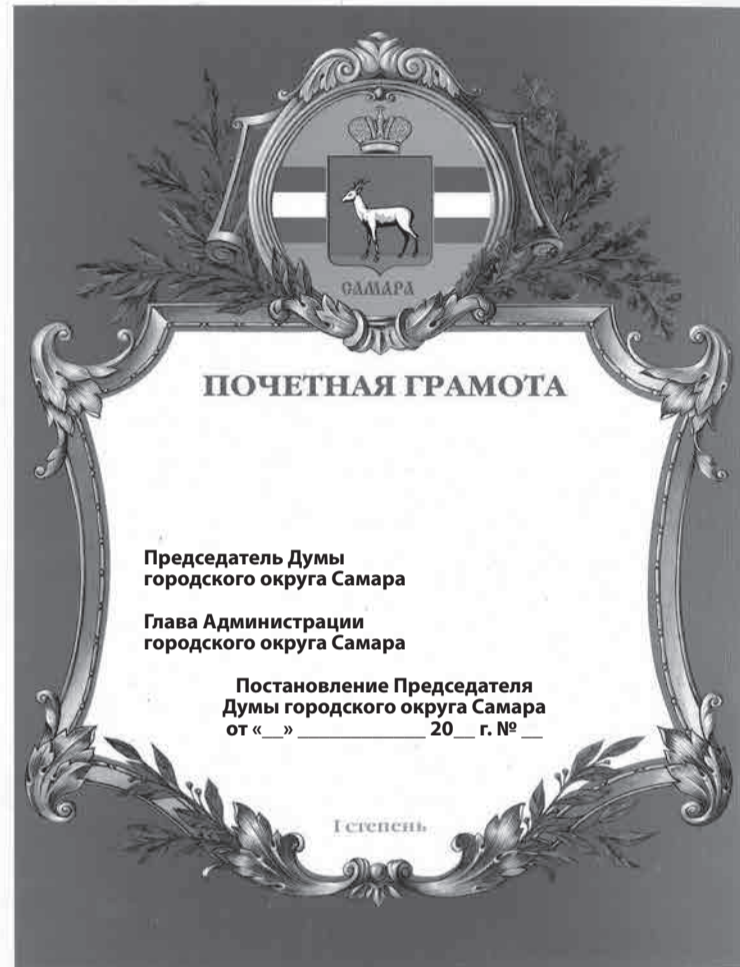 САМАРА
ПОЧЕТНАЯ ГРАМОТА
Председатель Думы
городского округа Самара
Глава Администрации
городского округа Самара
Постановление Председателя
Думы городского округа Самара
от «__» ____________ 20__ г. № __
I степень